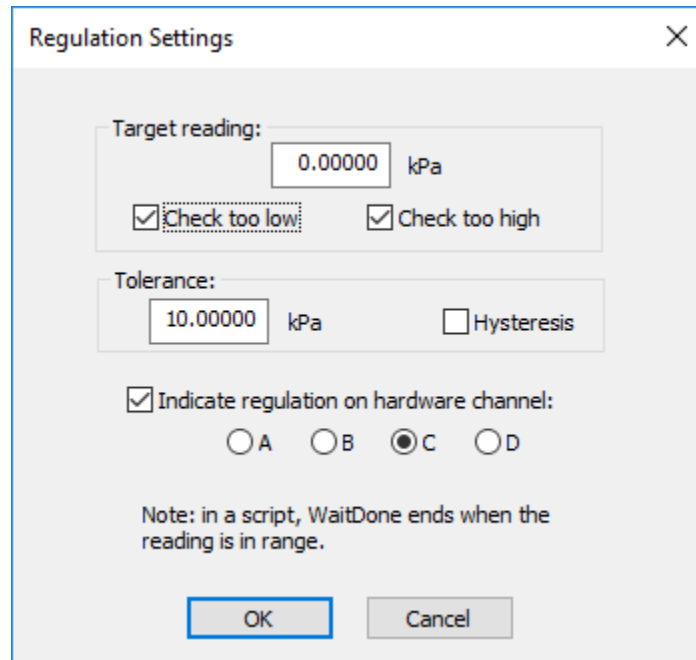 Regulation Settings
Target reading:
0.00000 kPa
Check too low Check too high
Tolerance:
10.00000 kPa Hysteresis
Indicate regulation on hardware channel:
A B C D
Note: in a script, WaitDone ends when the
reading is in range.
OK Cancel